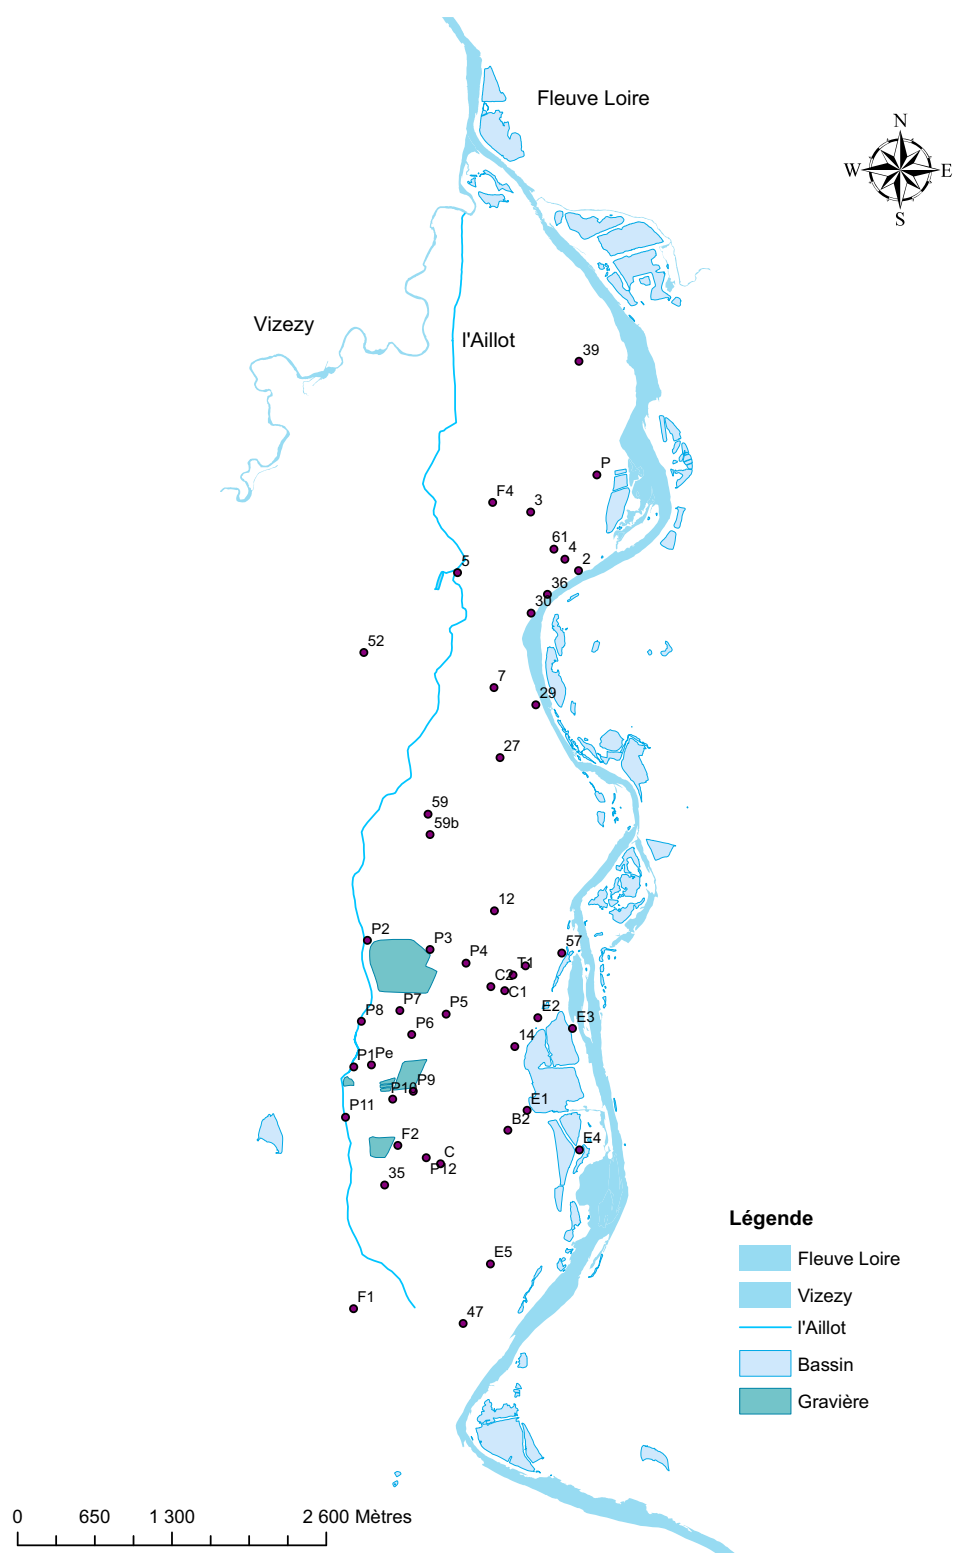 Fleuve Loire
N
W E
S
Vizezy
l'Aillot
39
P
F4
3
61
4
5
2
36
30
52
7
29
27
59
59b
12
P2
P3
57
P4
T1
C2
C1
P7
P5
E2
P8
E3
P6
14
P1
Pe
P9
P10
E1
P11
B2
F2
E4
C
P12
35
E5
F1
47
Légende
Fleuve Loire
Vizezy
l'Aillot
Bassin
Gravière
0 650 1 300 2 600 Mètres